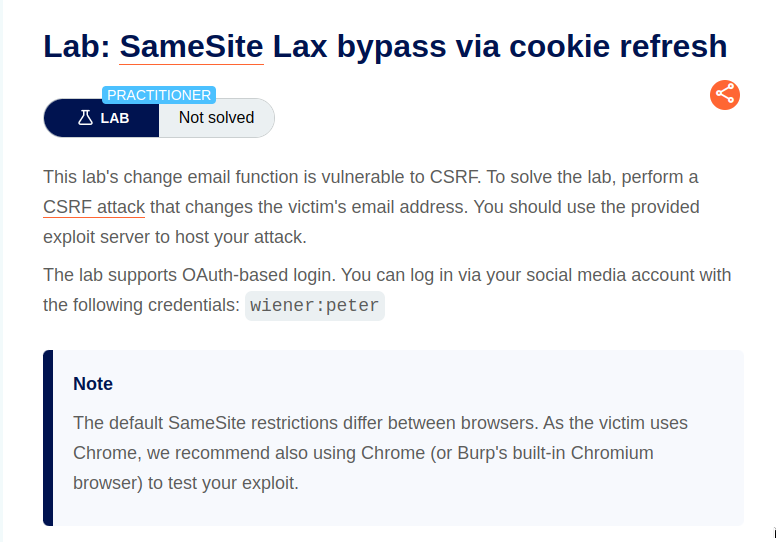 Lab: SameSite Lax bypass via cookie refresh
PRACTITIONER
LAB Not solved
This lab's change email function is vulnerable to CSRF. To solve the lab, perform a
CSRF attack that changes the victim's email address. You should use the provided
exploit server to host your attack.
The lab supports OAuth-based login. You can log in via your social media account with
the following credentials: wiener:peter
Note
The default SameSite restrictions differ between browsers. As the victim uses
Chrome, we recommend also using Chrome (or Burp's built-in Chromium
browser) to test your exploit.